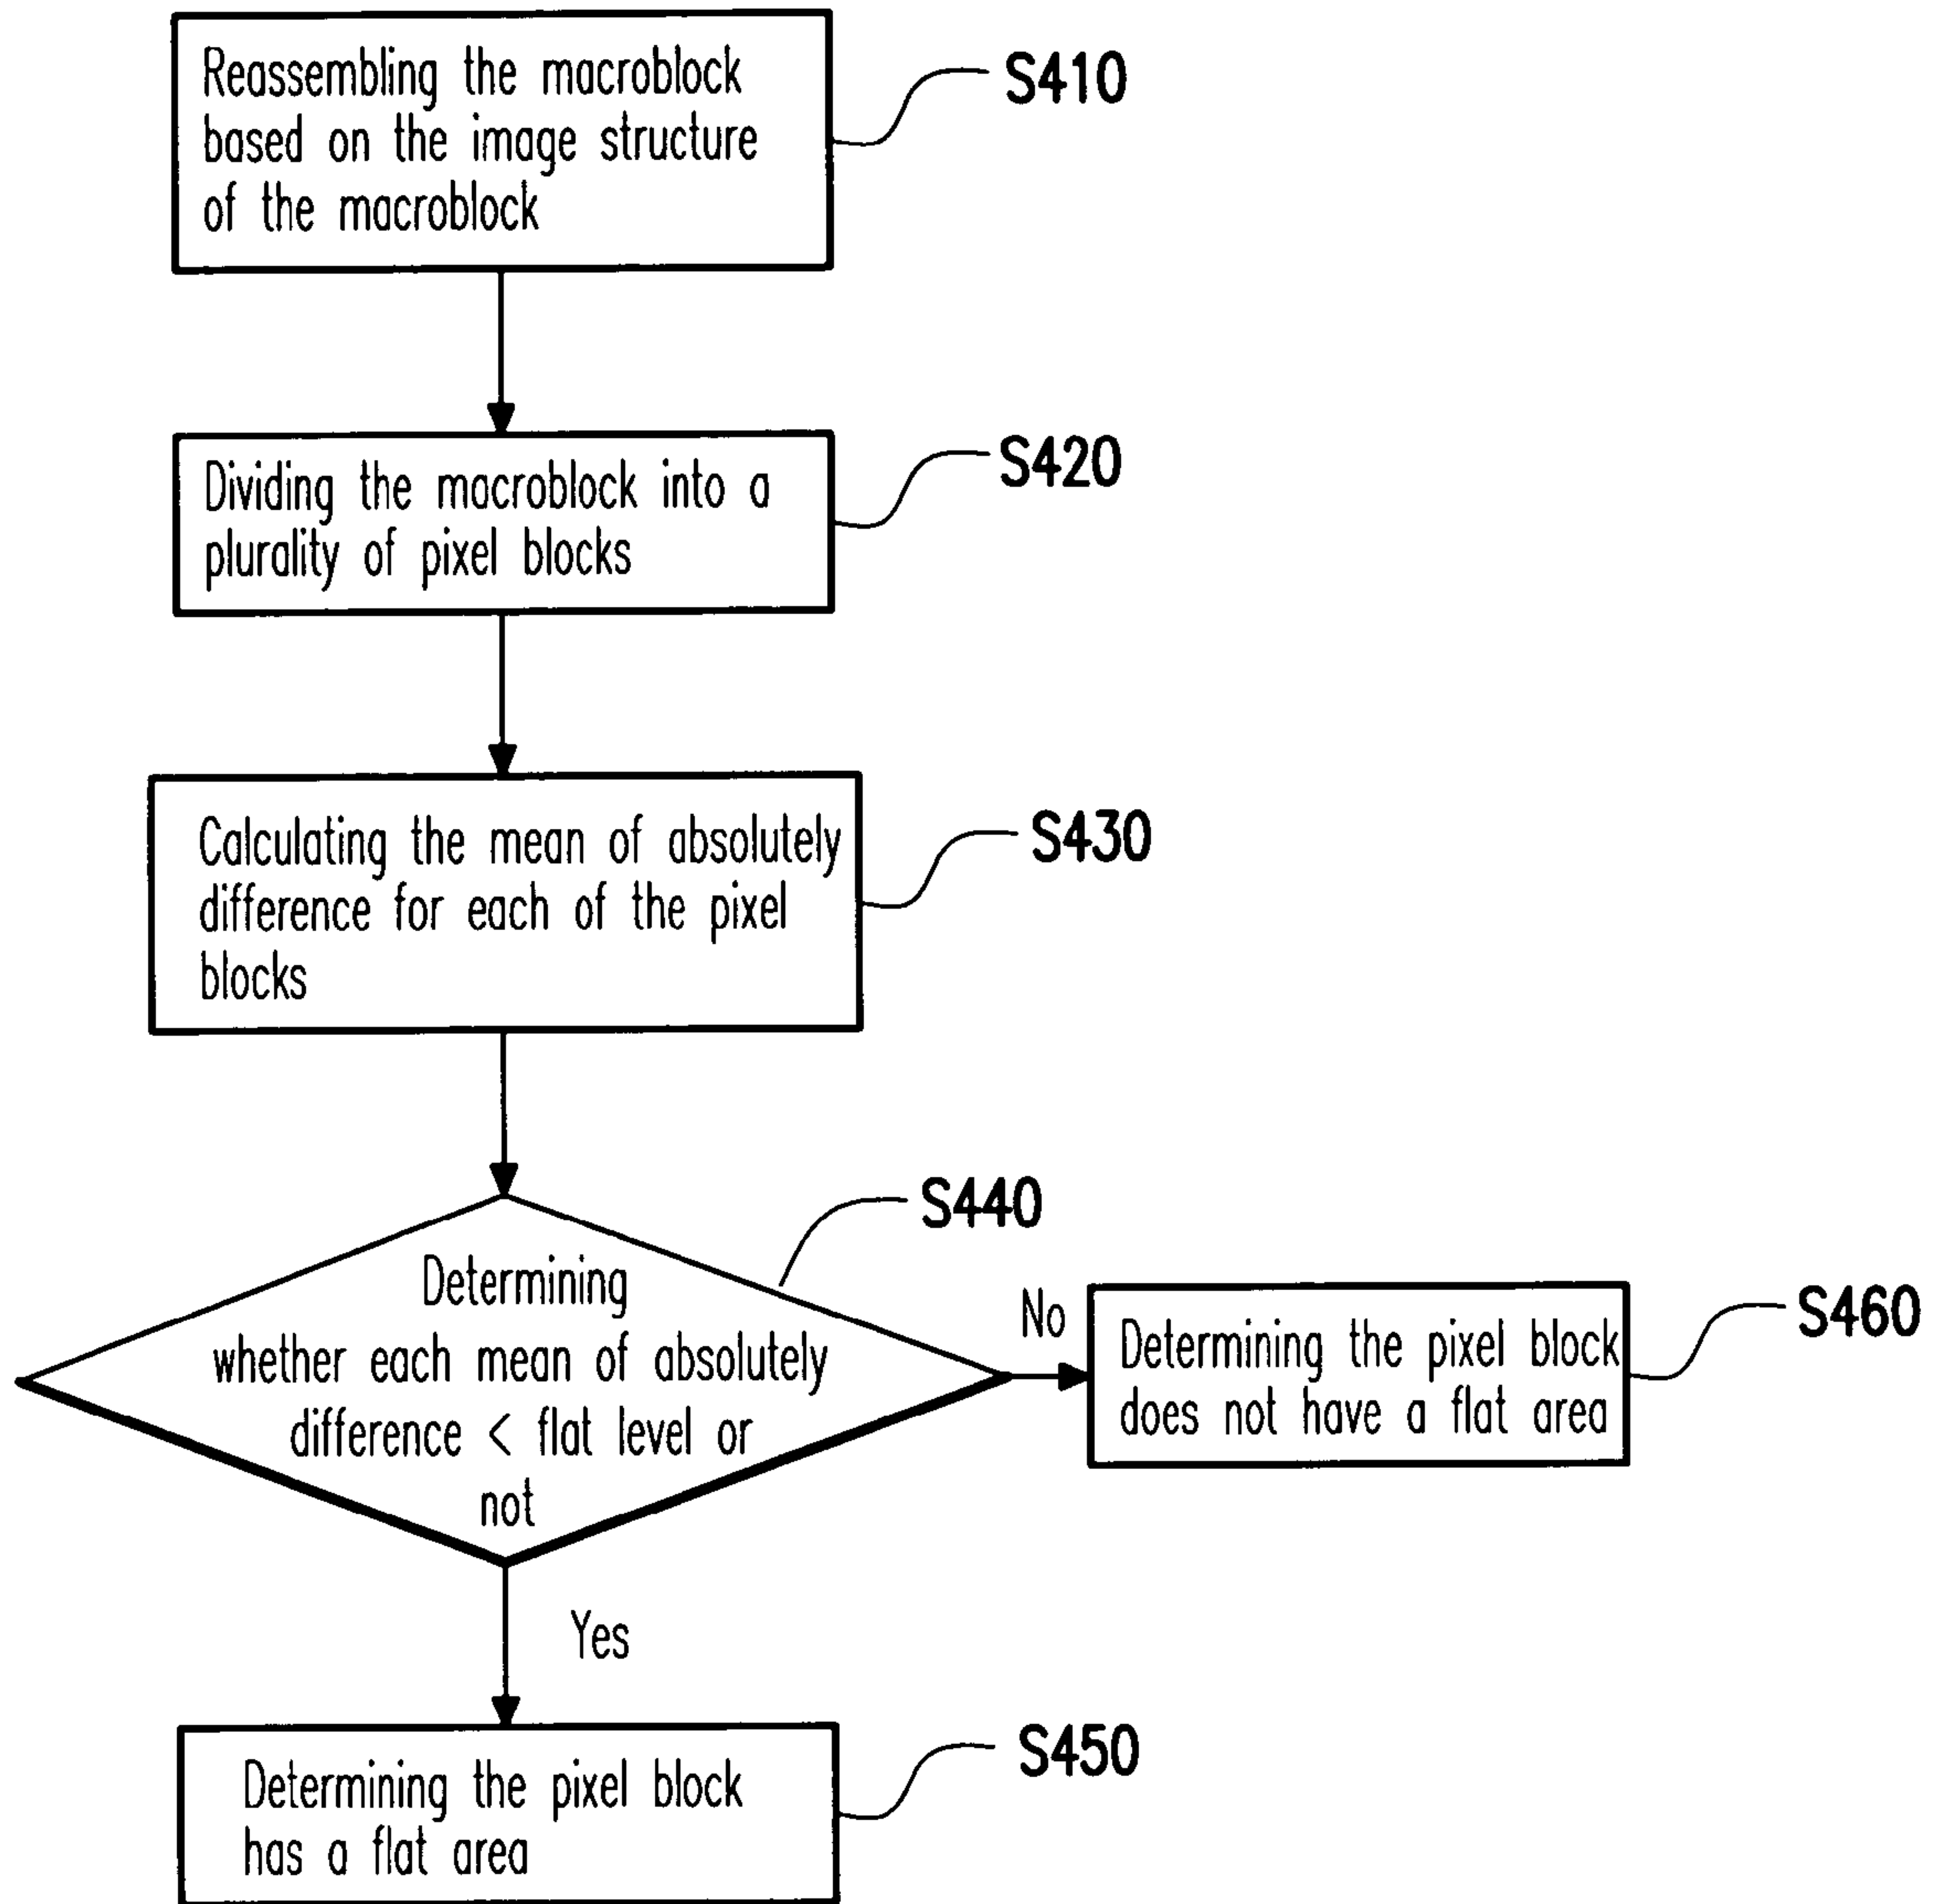 Reassembling the macroblock
based on the image structure
of the macroblock
S410
Dividing the macroblock into a
plurality of pixel blocks
S420
Calculating the mean of absolutely
difference for each of the pixel
blocks
S430
Determining
whether each mean of absolutely
difference < flat level or
not
S440
No
Determining the pixel block
does not have a flat area
S460
Yes
Determining the pixel block
has a flat area
S450